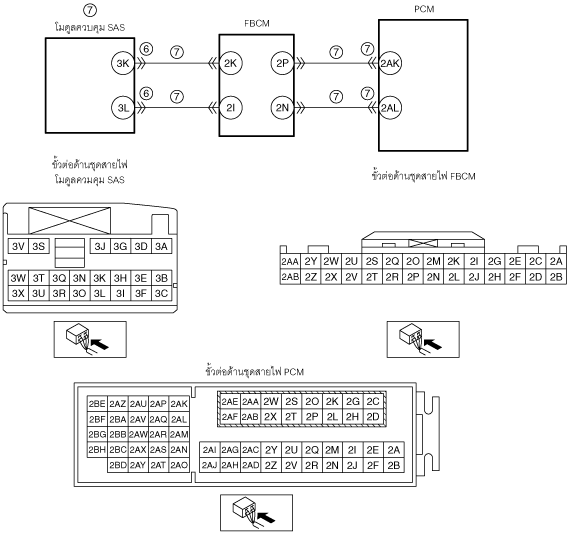 ⑦
โมดูลควบคุม SAS
FBCM
PCM
3K ⑥ ⑦ 2K 2P ⑦ ⑦ 2AK
3L ⑥ ⑦ 2I 2N ⑦ ⑦ 2AL
ขั้วต่อด้านชุดสายไฟ
โมดูลควมคุม SAS
ขั้วต่อด้านชุดสายไฟ FBCM
3V 3S 3J 3G 3D 3A
3W 3T 3Q 3N 3K 3H 3E 3B
3X 3U 3R 3O 3L 3I 3F 3C
2AA 2Y 2W 2U 2S 2Q 2O 2M 2K 2I 2G 2E 2C 2A
2AB 2Z 2X 2V 2T 2R 2P 2N 2L 2J 2H 2F 2D 2B
ขั้วต่อด้านชุดสายไฟ PCM
2BE 2AZ 2AU 2AP 2AK
2BF 2BA 2AV 2AQ 2AL
2BG 2BB 2AW 2AR 2AM
2BH 2BC 2AX 2AS 2AN
2BD 2AY 2AT 2AO
2AE 2AA 2W 2S 2O 2K 2G 2C
2AF 2AB 2X 2T 2P 2L 2H 2D
2AI 2AG 2AC 2Y 2U 2Q 2M 2I 2E 2A
2AJ 2AH 2AD 2Z 2V 2R 2N 2J 2F 2B